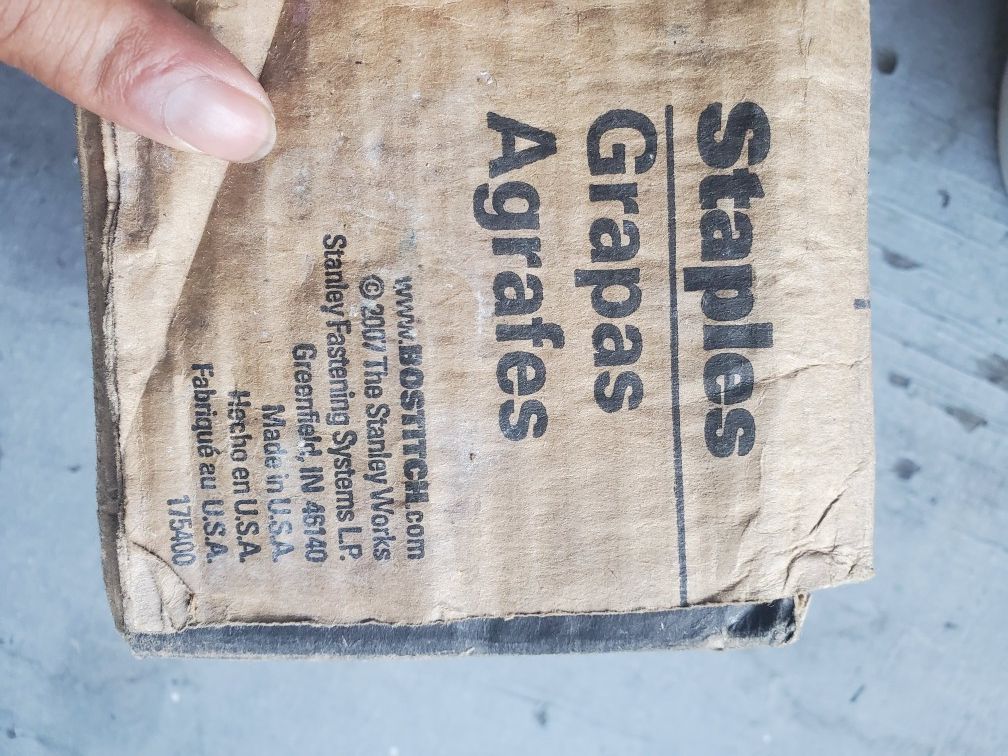 Staples
Grapas
Agrafes
www.BOSTITCH.com
© 2007 The Stanley Works
Stanley Fastening Systems L.P.
Greenfield, IN 46140
Made in U.S.A.
Hecho en U.S.A.
Fabriqué au U.S.A.
175400